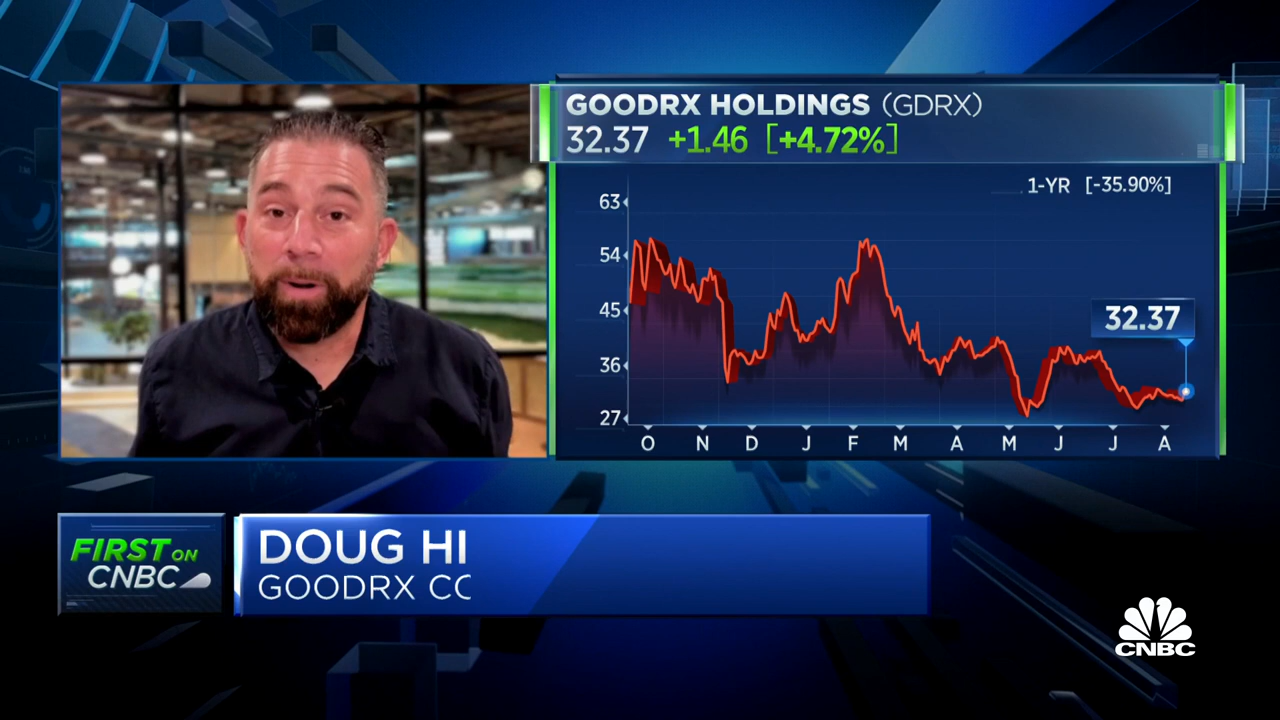 GOODRX HOLDINGS (GDRX)
32.37 +1.46 [+4.72%]
1-YR [-35.90%]
63
54
45
36
27
32.37
O N D J F M A M J J A
FIRST ON
CNBC
DOUG HI
GOODRX CC
CNBC